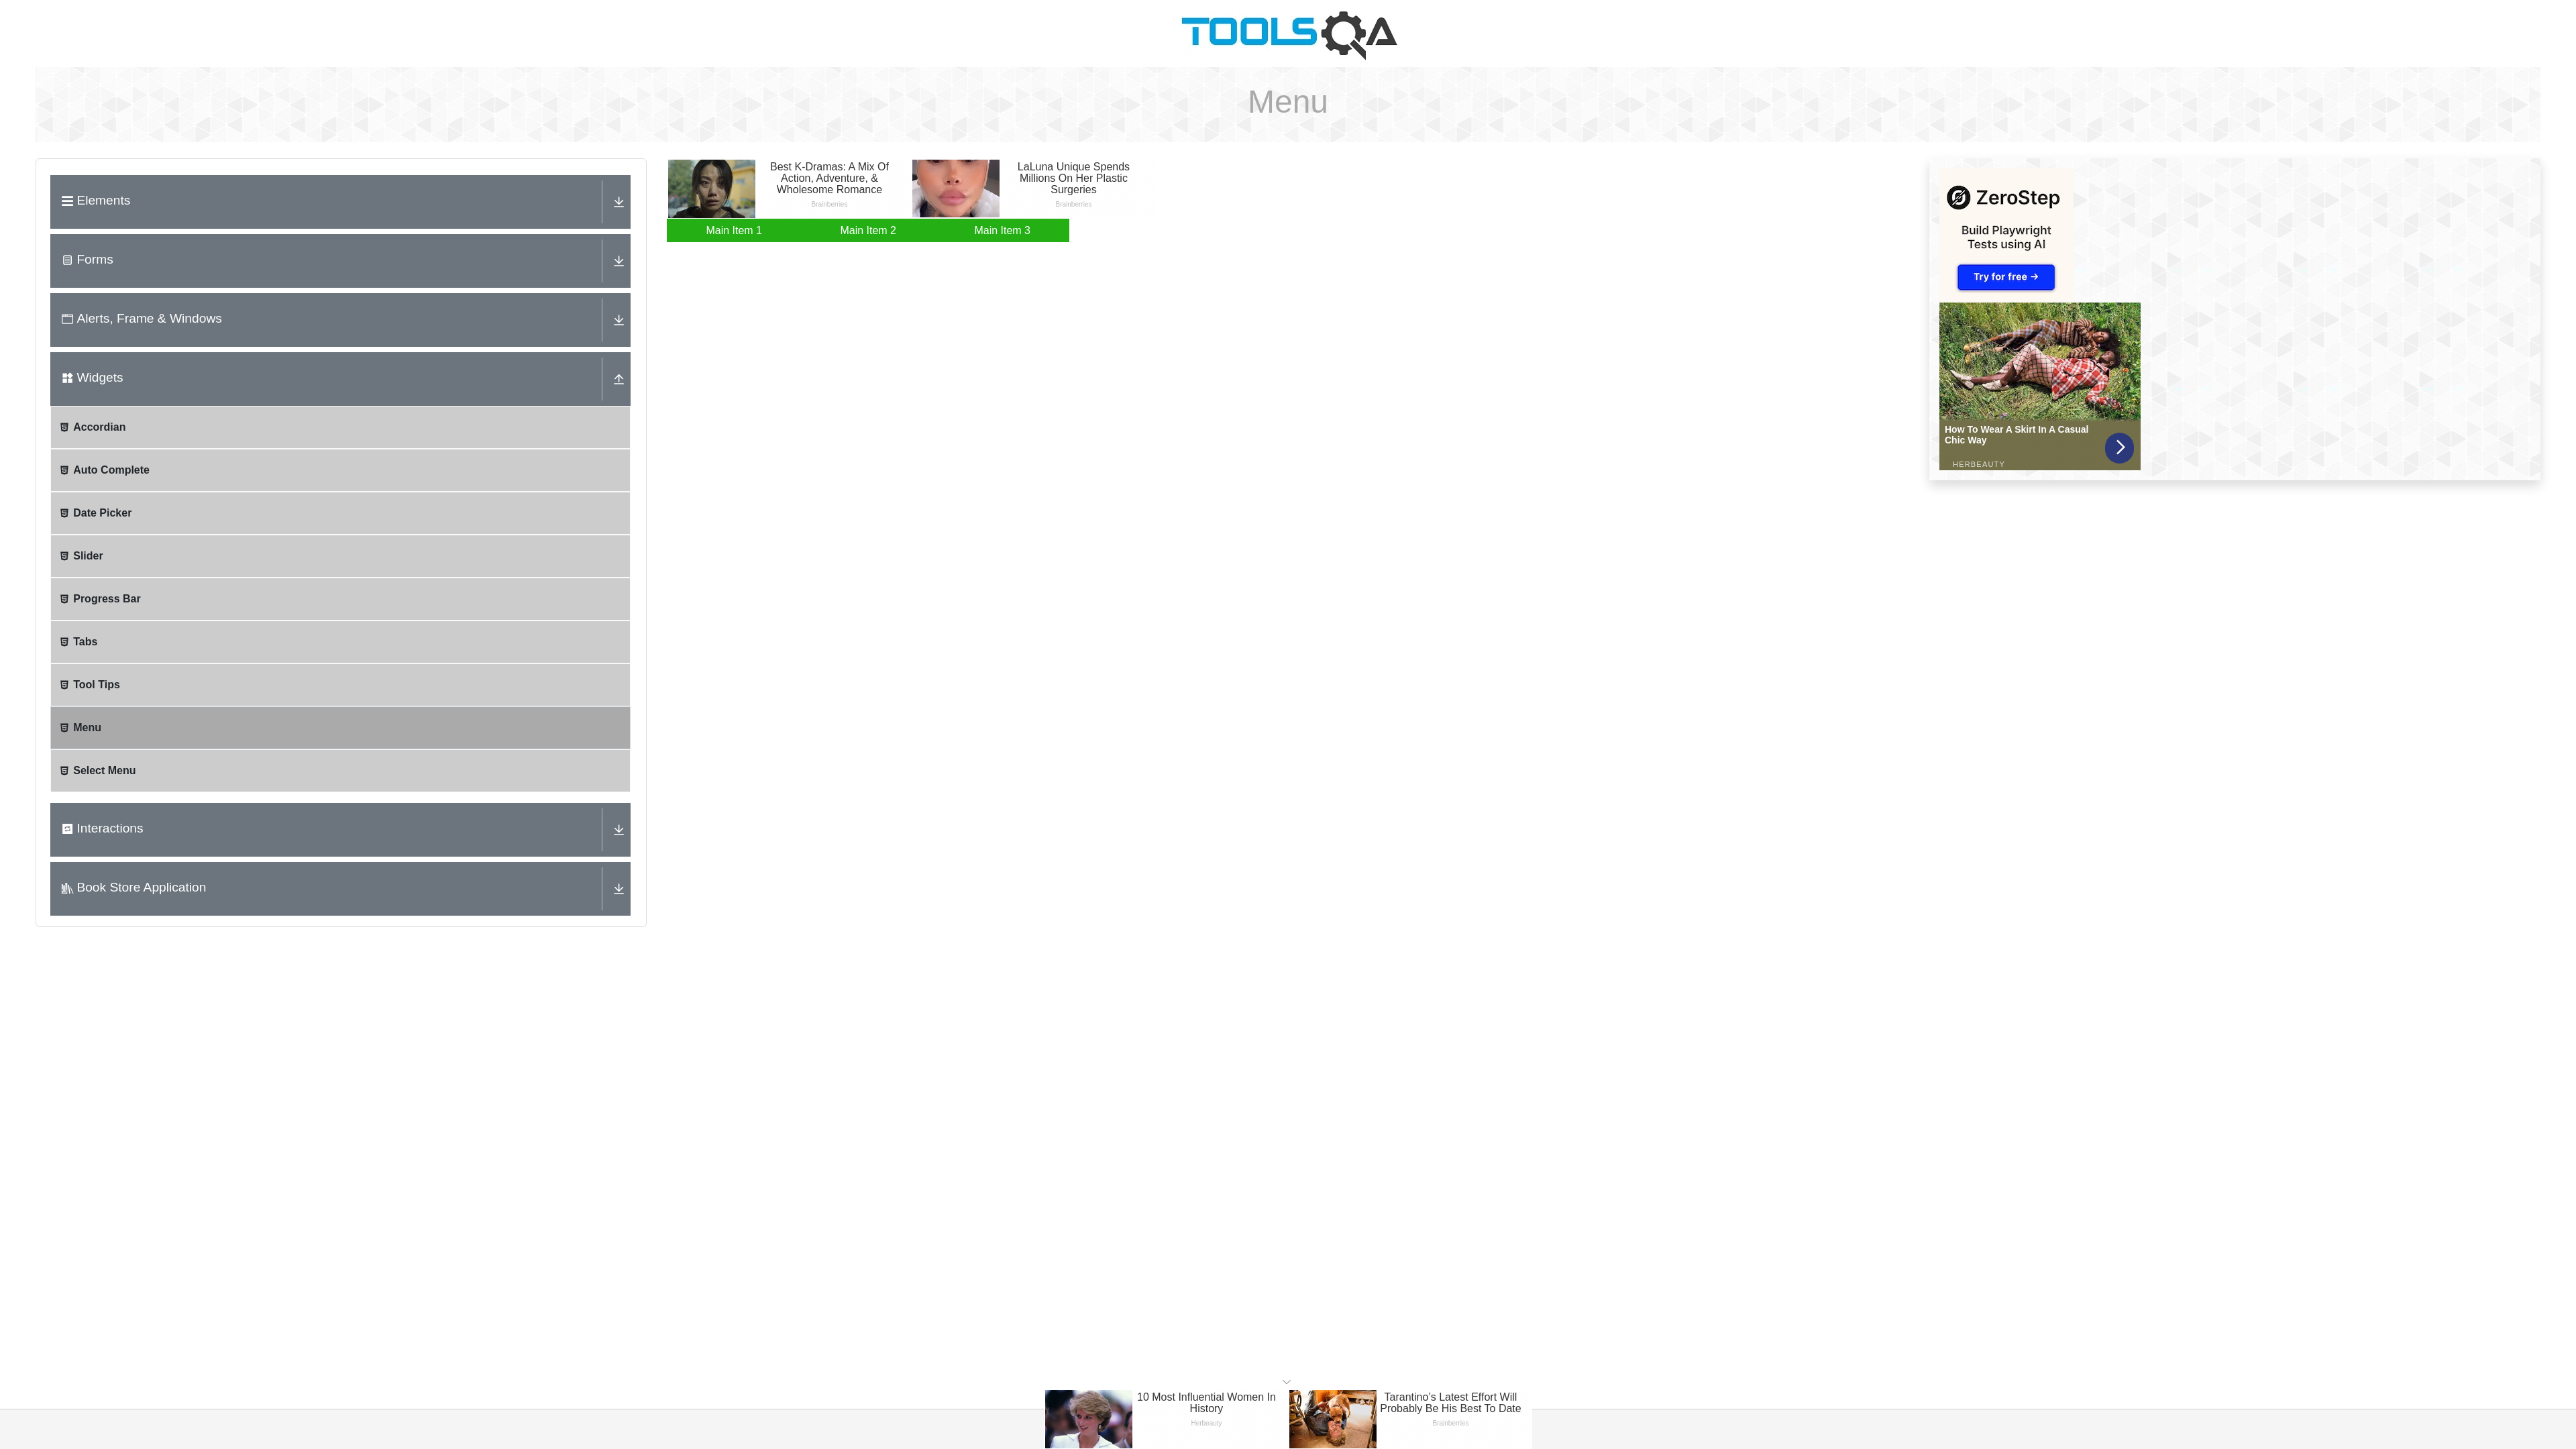 TOOLSQA
Menu
Elements
Forms
Alerts, Frame & Windows
Widgets
Accordian
Auto Complete
Date Picker
Slider
Progress Bar
Tabs
Tool Tips
Menu
Select Menu
Interactions
Book Store Application
Best K-Dramas: A Mix Of
Action, Adventure, &
Wholesome Romance
Brainberries
LaLuna Unique Spends
Millions On Her Plastic
Surgeries
Brainberries
Main Item 1
Main Item 2
Main Item 3
ZeroStep
Build Playwright
Tests using AI
Try for free →
How To Wear A Skirt In A Casual
Chic Way
HERBEAUTY
10 Most Influential Women In
History
Herbeauty
Tarantino's Latest Effort Will
Probably Be His Best To Date
Brainberries